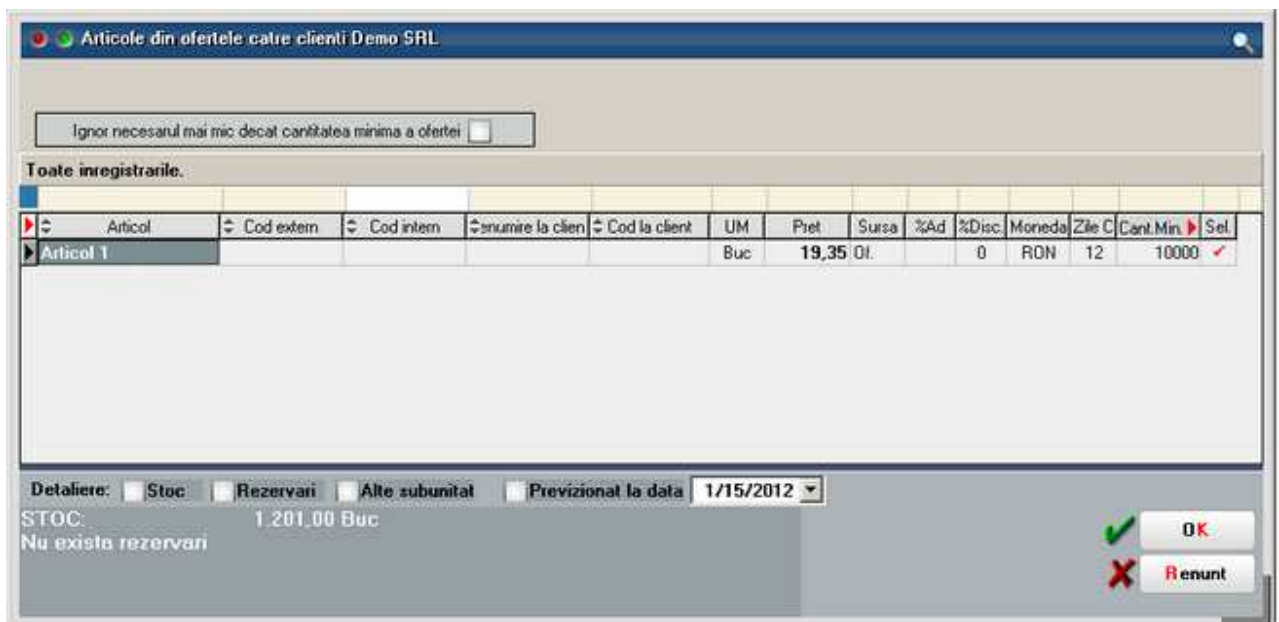 Articole din ofertele catre clienti Demo SRL
Ignor necesarul mai mic decat cantitatea minima a ofertei
Toate inregistrarile.
Articol Cod extern Cod intern enumire la clien Cod la client UM Pret Sursa %Ad %Disc. Moneda Zile C Cant.Min. Sel.
Articol 1 Buc 19,35 Of. 0 RON 12 10000
Detaliere: Stoc Rezervari Alte subunitat Previzionat la data 1/15/2012
STOC: 1.201,00 Buc
Nu exista rezervari
OK
Renunt